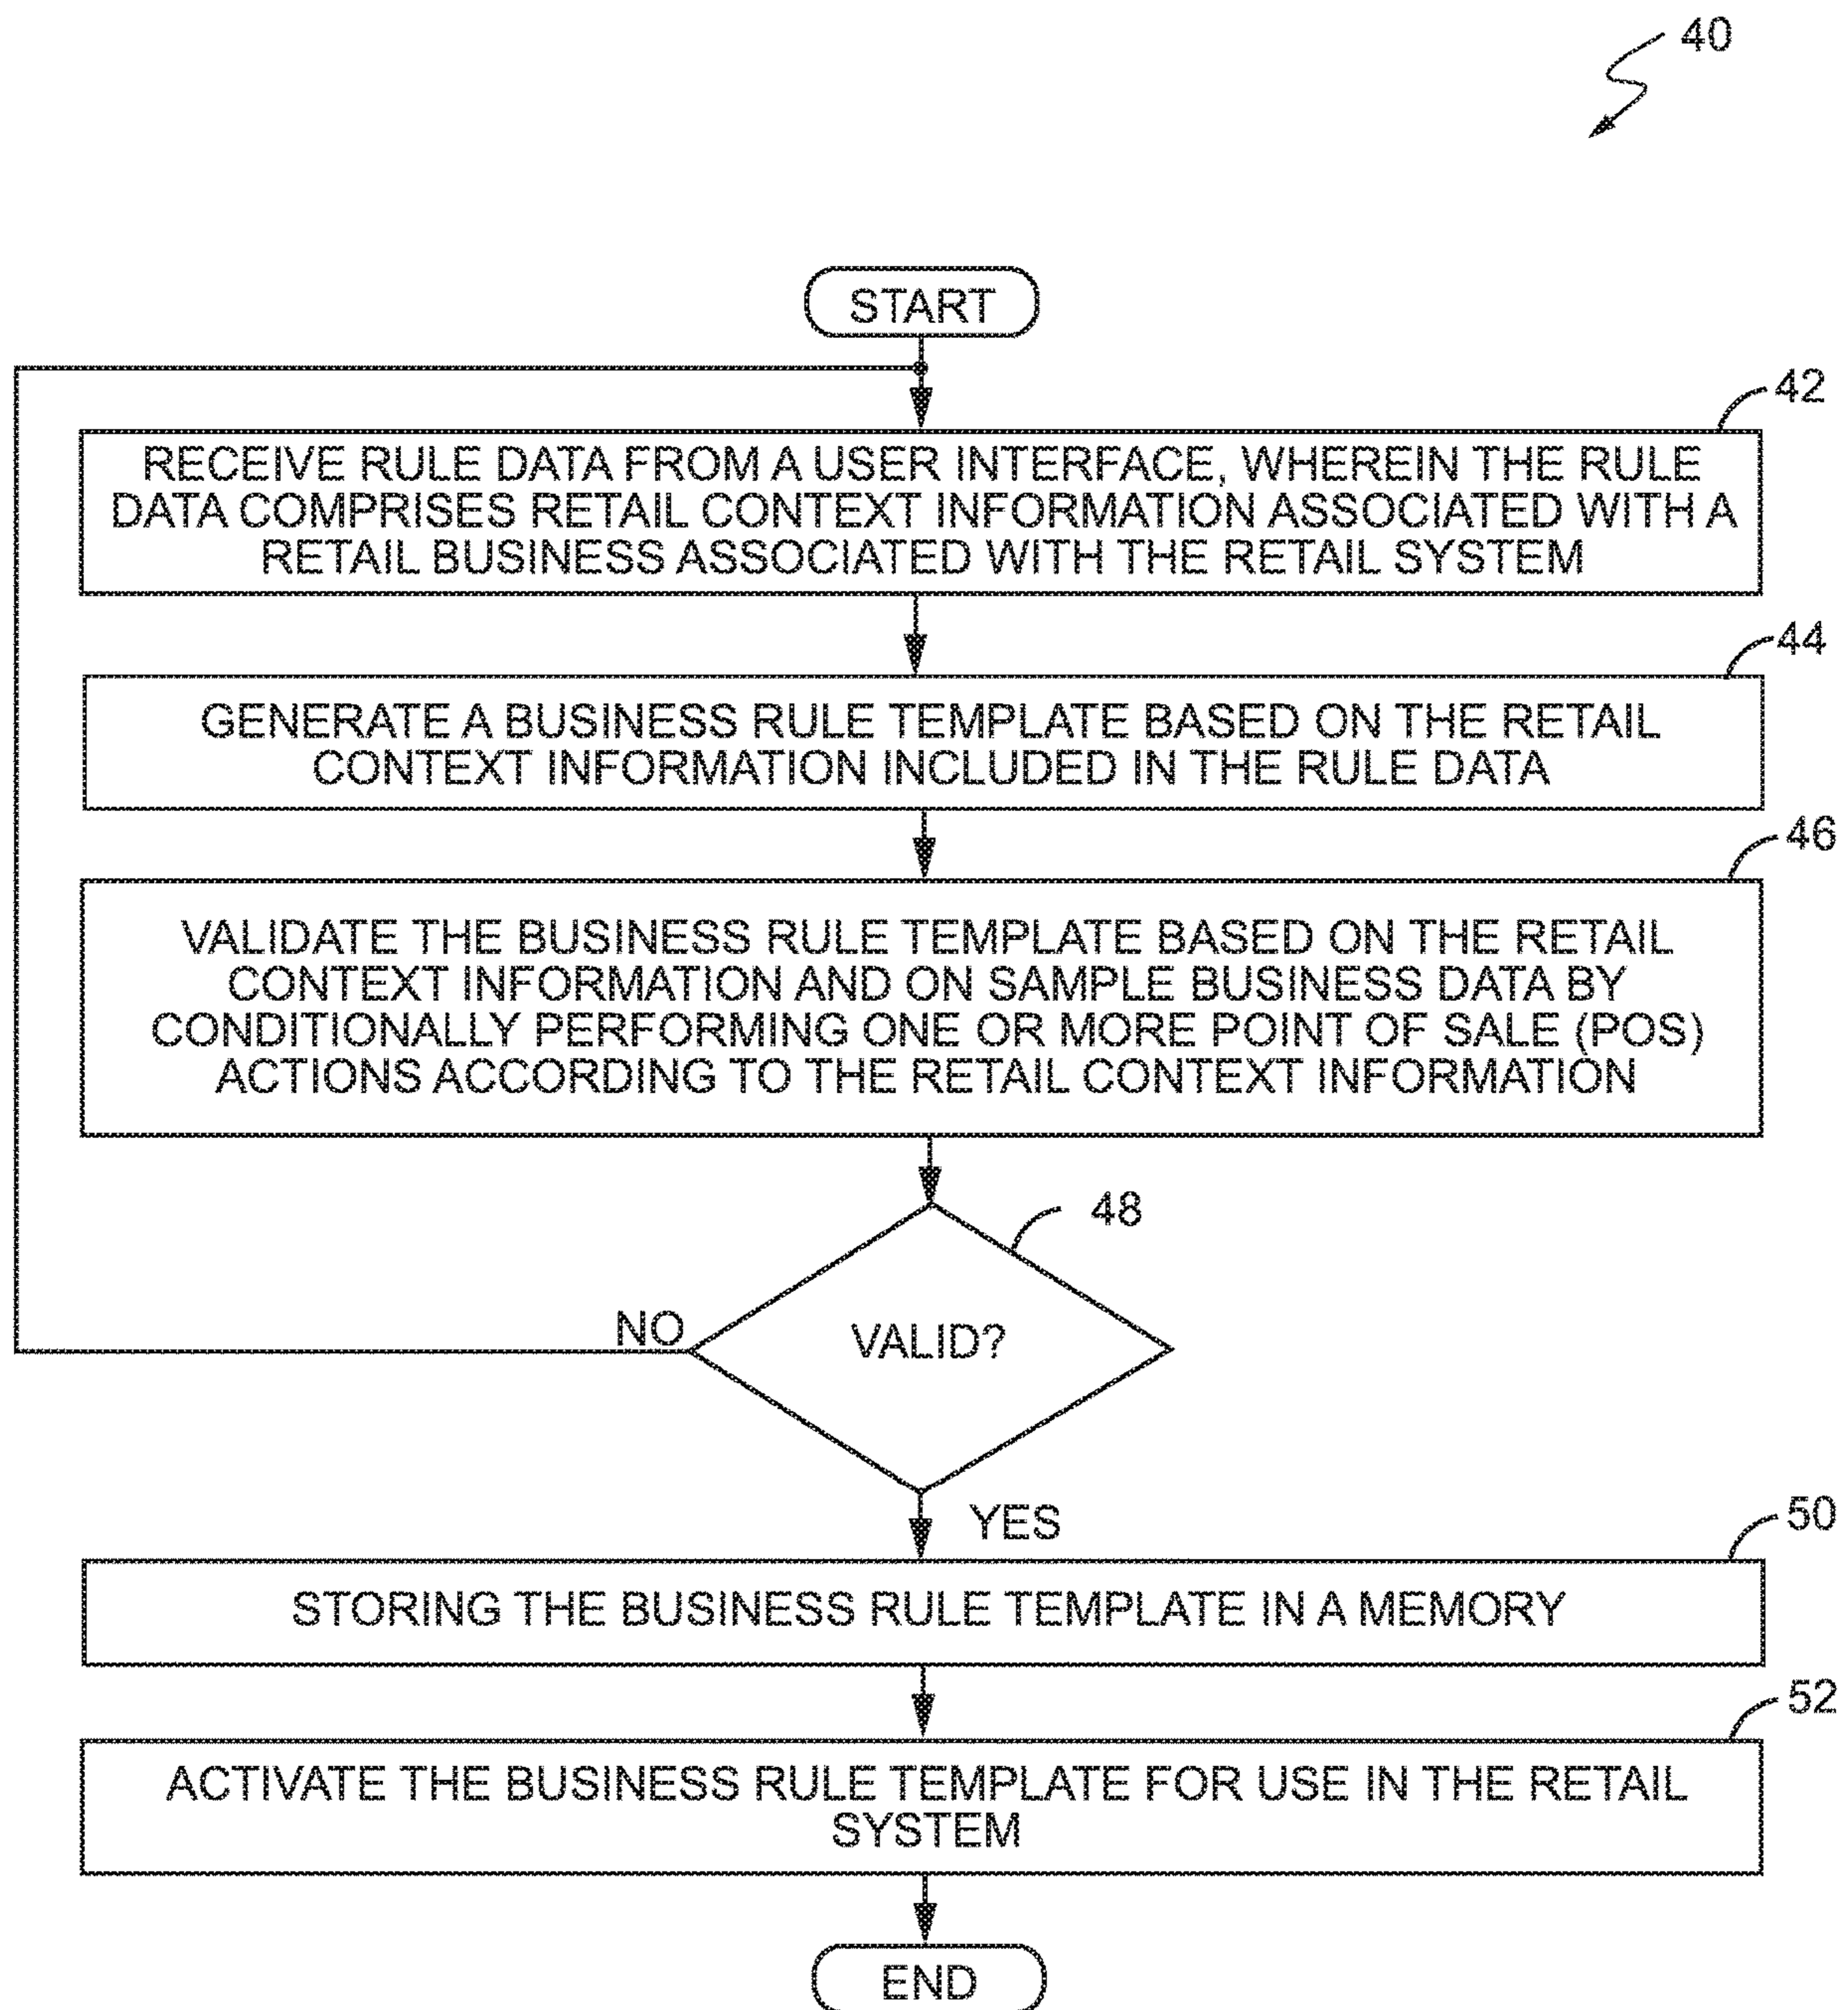 40
START
42
RECEIVE RULE DATA FROM A USER INTERFACE, WHEREIN THE RULE
DATA COMPRISES RETAIL CONTEXT INFORMATION ASSOCIATED WITH A
RETAIL BUSINESS ASSOCIATED WITH THE RETAIL SYSTEM
44
GENERATE A BUSINESS RULE TEMPLATE BASED ON THE RETAIL
CONTEXT INFORMATION INCLUDED IN THE RULE DATA
46
VALIDATE THE BUSINESS RULE TEMPLATE BASED ON THE RETAIL
CONTEXT INFORMATION AND ON SAMPLE BUSINESS DATA BY
CONDITIONALLY PERFORMING ONE OR MORE POINT OF SALE (POS)
ACTIONS ACCORDING TO THE RETAIL CONTEXT INFORMATION
48
NO
VALID?
YES
50
STORING THE BUSINESS RULE TEMPLATE IN A MEMORY
52
ACTIVATE THE BUSINESS RULE TEMPLATE FOR USE IN THE RETAIL
SYSTEM
END